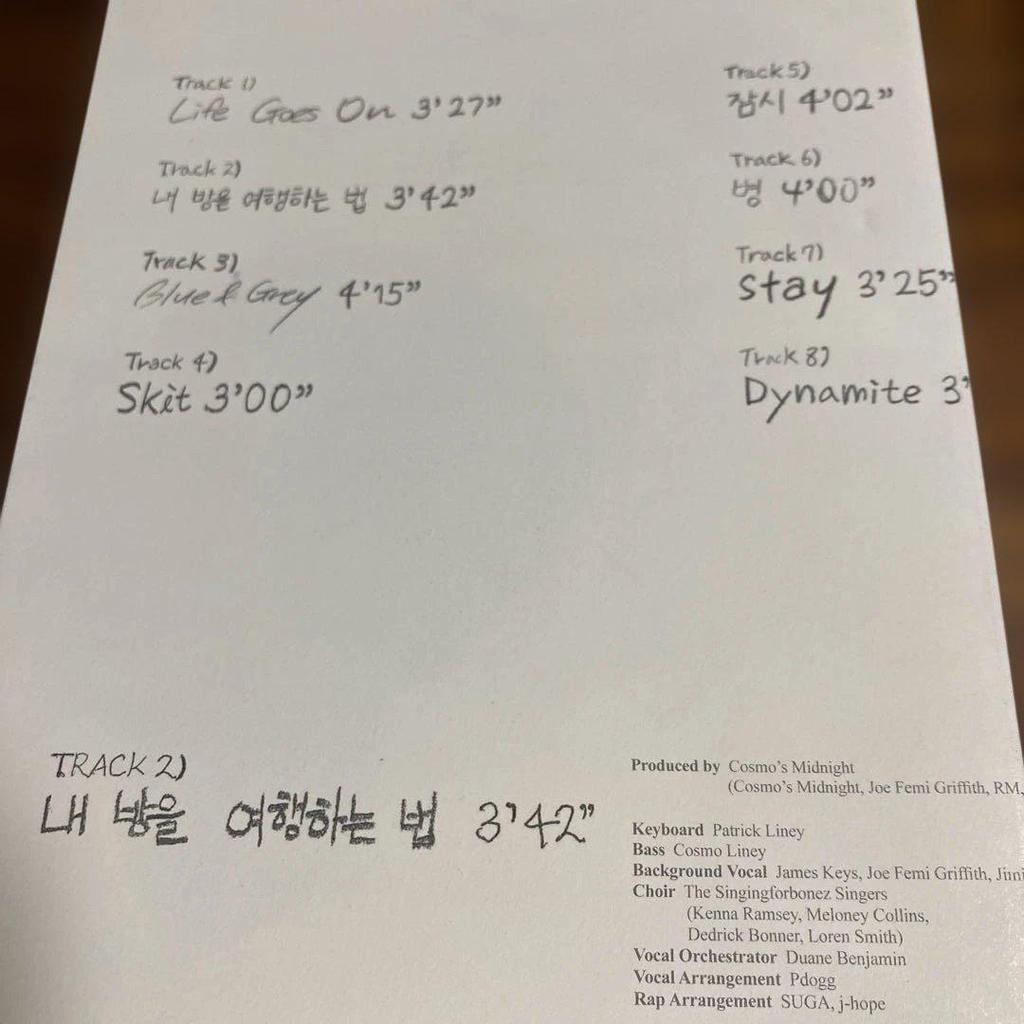 Track 1)
Life Goes On 3'27"
Track 2)
내 방을 여행하는 법 3'42"
Track 3)
Blue & Grey 4'15"
Track 4)
Skit 3'00"
Track 5)
잠시 4'02"
Track 6)
병 4'00"
Track 7)
stay 3'25"
Track 8)
Dynamite 3'
TRACK 2)
내 방을 여행하는 법 3'42"
Produced by Cosmo's Midnight
(Cosmo's Midnight, Joe Femi Griffith, RM,
Keyboard Patrick Liney
Bass Cosmo Liney
Background Vocal James Keys, Joe Femi Griffith,
Choir The Singingforbonez Singers
(Kenna Ramsey, Meloney Collins,
Dedrick Bonner, Loren Smith)
Vocal Orchestrator Duane Benjamin
Vocal Arrangement Pdogg
Rap Arrangement SUGA, j-hope